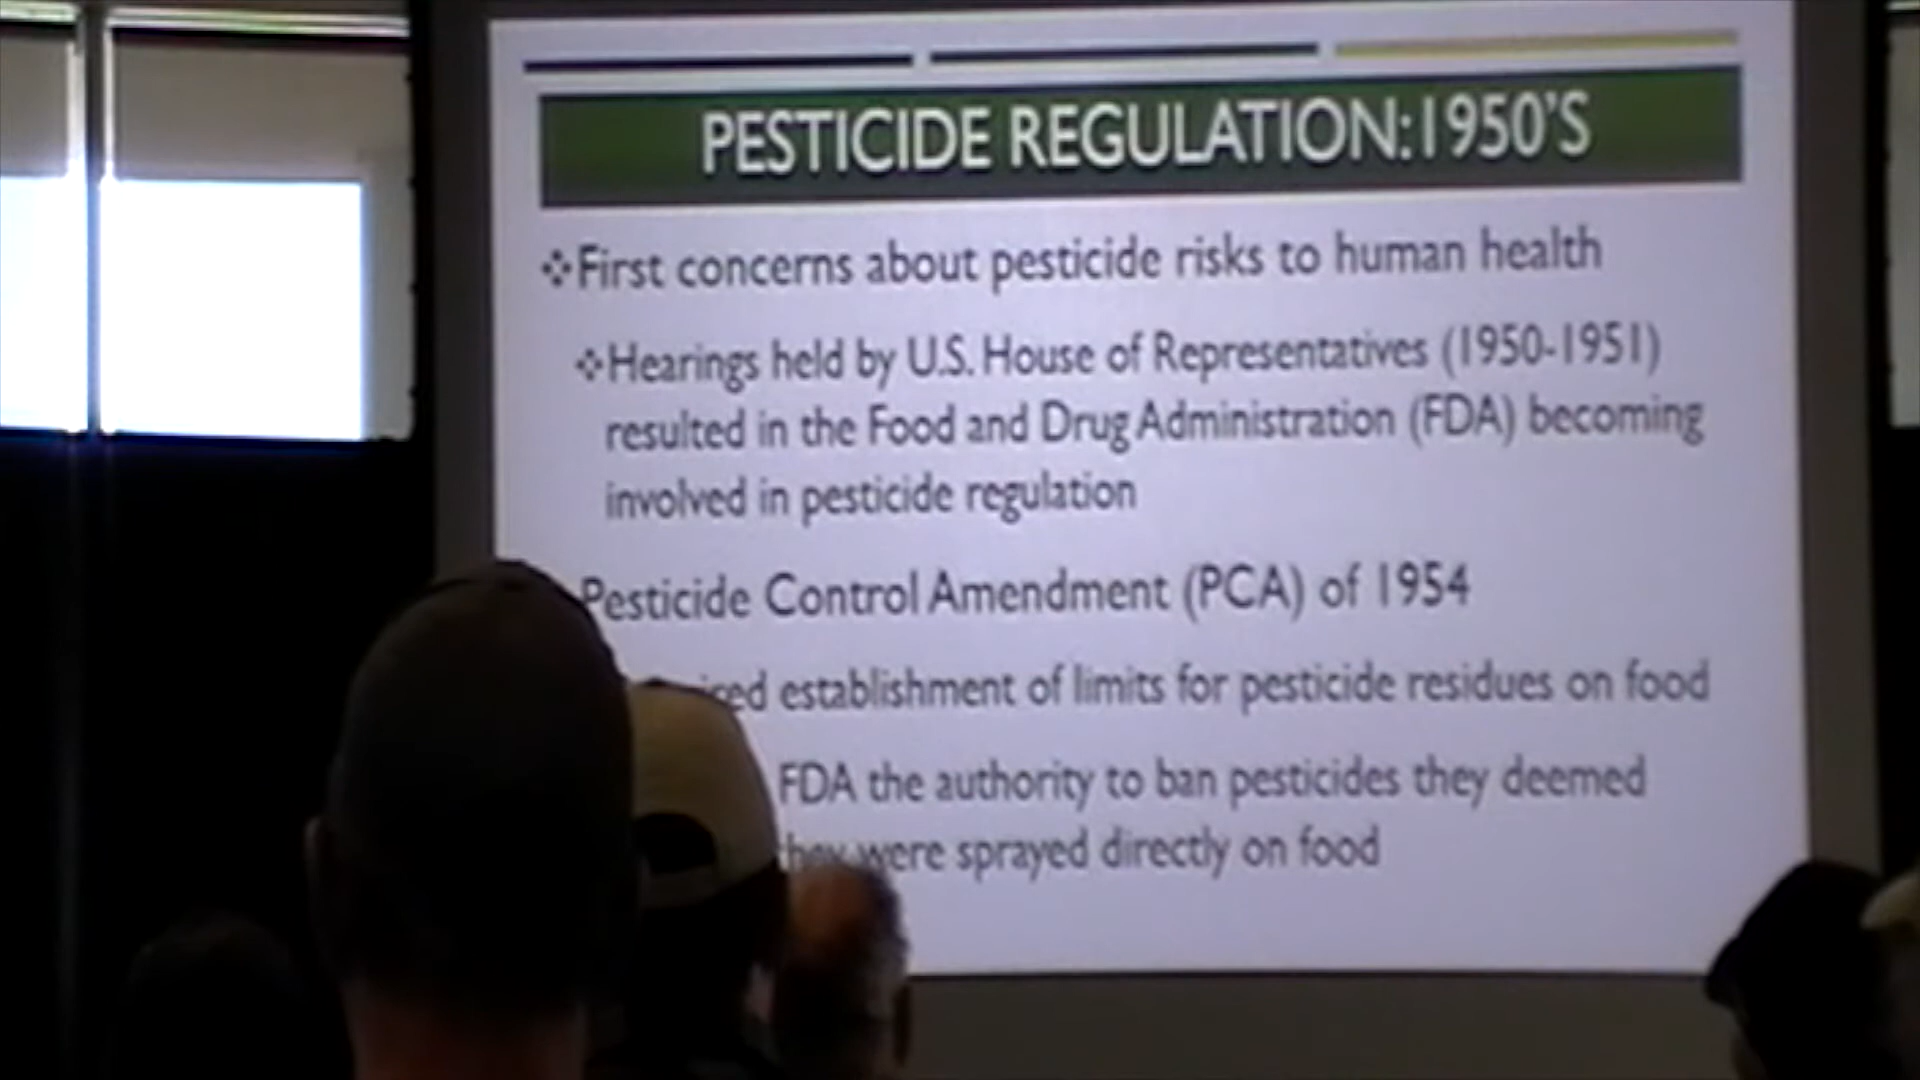 PESTICIDE REGULATION:1950'S
First concerns about pesticide risks to human health
Hearings held by U.S. House of Representatives (1950-1951)
resulted in the Food and Drug Administration (FDA) becoming
involved in pesticide regulation
Pesticide Control Amendment (PCA) of 1954
establishment of limits for pesticide residues on food
FDA the authority to ban pesticides they deemed
they were sprayed directly on food